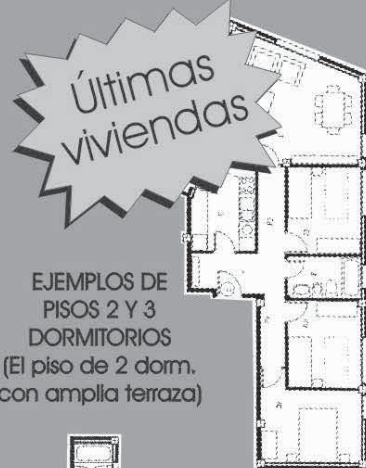 Últimas
viviendas
EJEMPLOS DE
PISOS 2 Y 3
DORMITORIOS
(El piso de 2 dorm.
con amplia terraza)